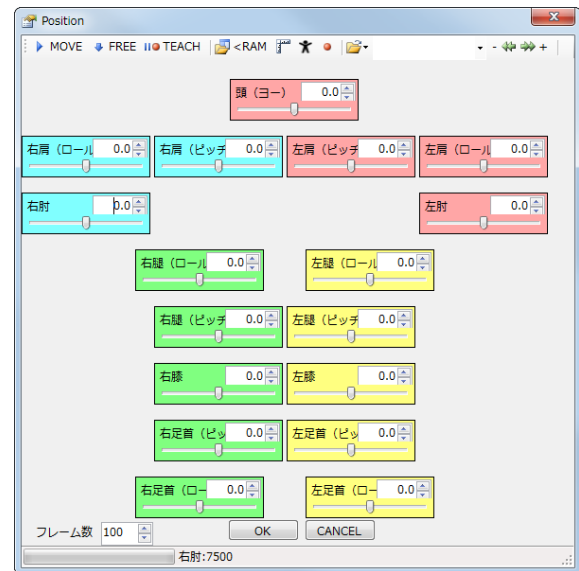 Position
MOVE FREE TEACH <RAM - +
頭（ヨー） 0.0
右肩（ロール 0.0 右肩（ピッチ 0.0 左肩（ピッチ 0.0 左肩（ロール 0.0
右肘 0.0 左肘 0.0
右腿（ロール 0.0 左腿（ロール 0.0
右腿（ピッチ 0.0 左腿（ピッチ 0.0
右膝 0.0 左膝 0.0
右足首（ピッ 0.0 左足首（ピッ 0.0
右足首（ロー 0.0 左足首（ロー 0.0
フレーム数 100 OK CANCEL
右肘:7500